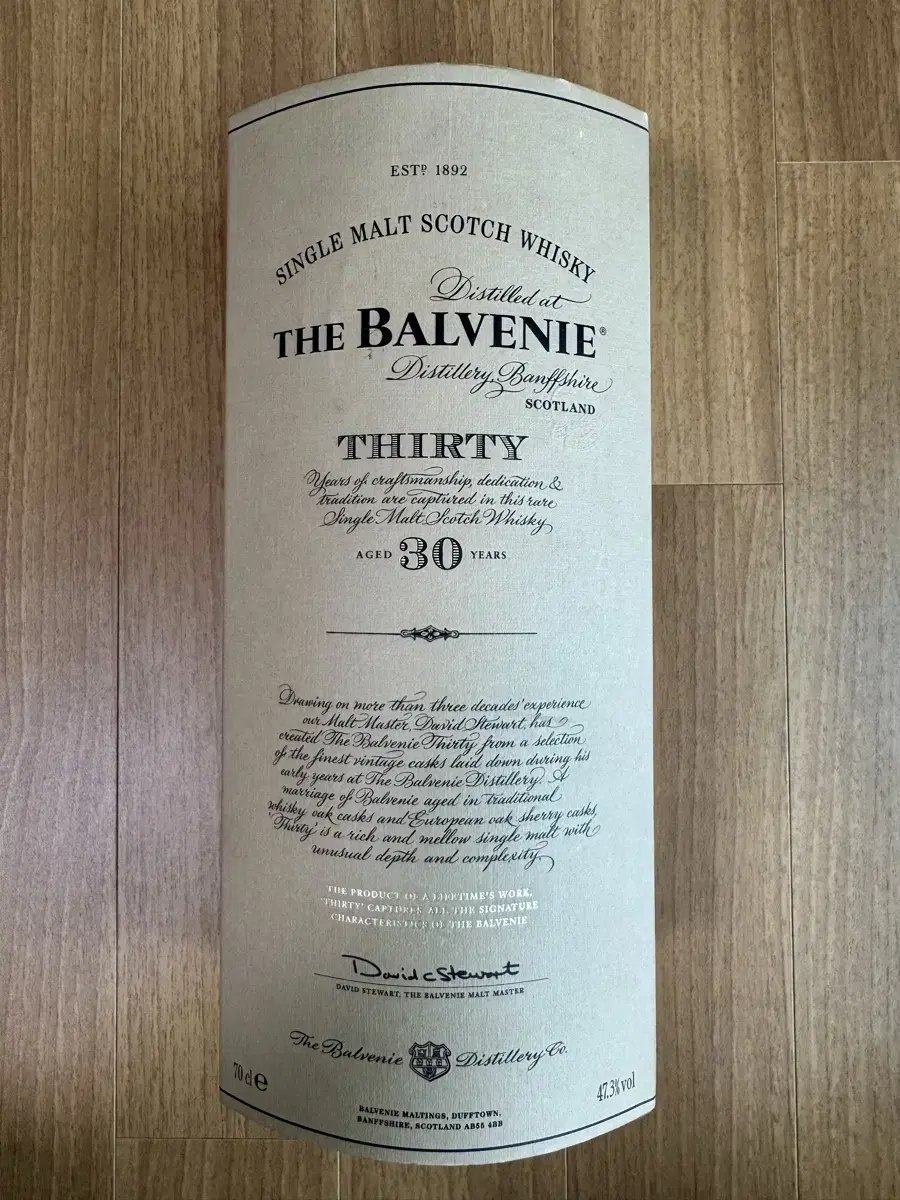 ESTD 1892
SINGLE MALT SCOTCH WHISKY
Distilled at
THE BALVENIE®
Distillery, Banffshire
SCOTLAND
THIRTY
Years of craftsmanship, dedication &
tradition are captured in this rare
Single Malt Scotch Whisky
AGED 30 YEARS
Drawing on more than three decades' experience
our Malt Master, David Stewart, has
created The Balvenie Thirty from a selection
of the finest vintage casks laid down during his
early years at The Balvenie Distillery. A
marriage of Balvenie aged in traditional
whisky oak casks and European oak sherry casks,
'Thirty' is a rich and mellow single malt with
unusual depth and complexity.
THE PRODUCT OF A LIFETIME'S WORK,
'THIRTY' CAPTURES ALL THE SIGNATURE
CHARACTERISTICS OF THE BALVENIE
David C Stewart
DAVID STEWART, THE BALVENIE MALT MASTER
The Balvenie Distillery Co.
70 cl e
47.3% vol
BALVENIE MALTINGS, DUFFTOWN,
BANFFSHIRE, SCOTLAND AB55 4BB